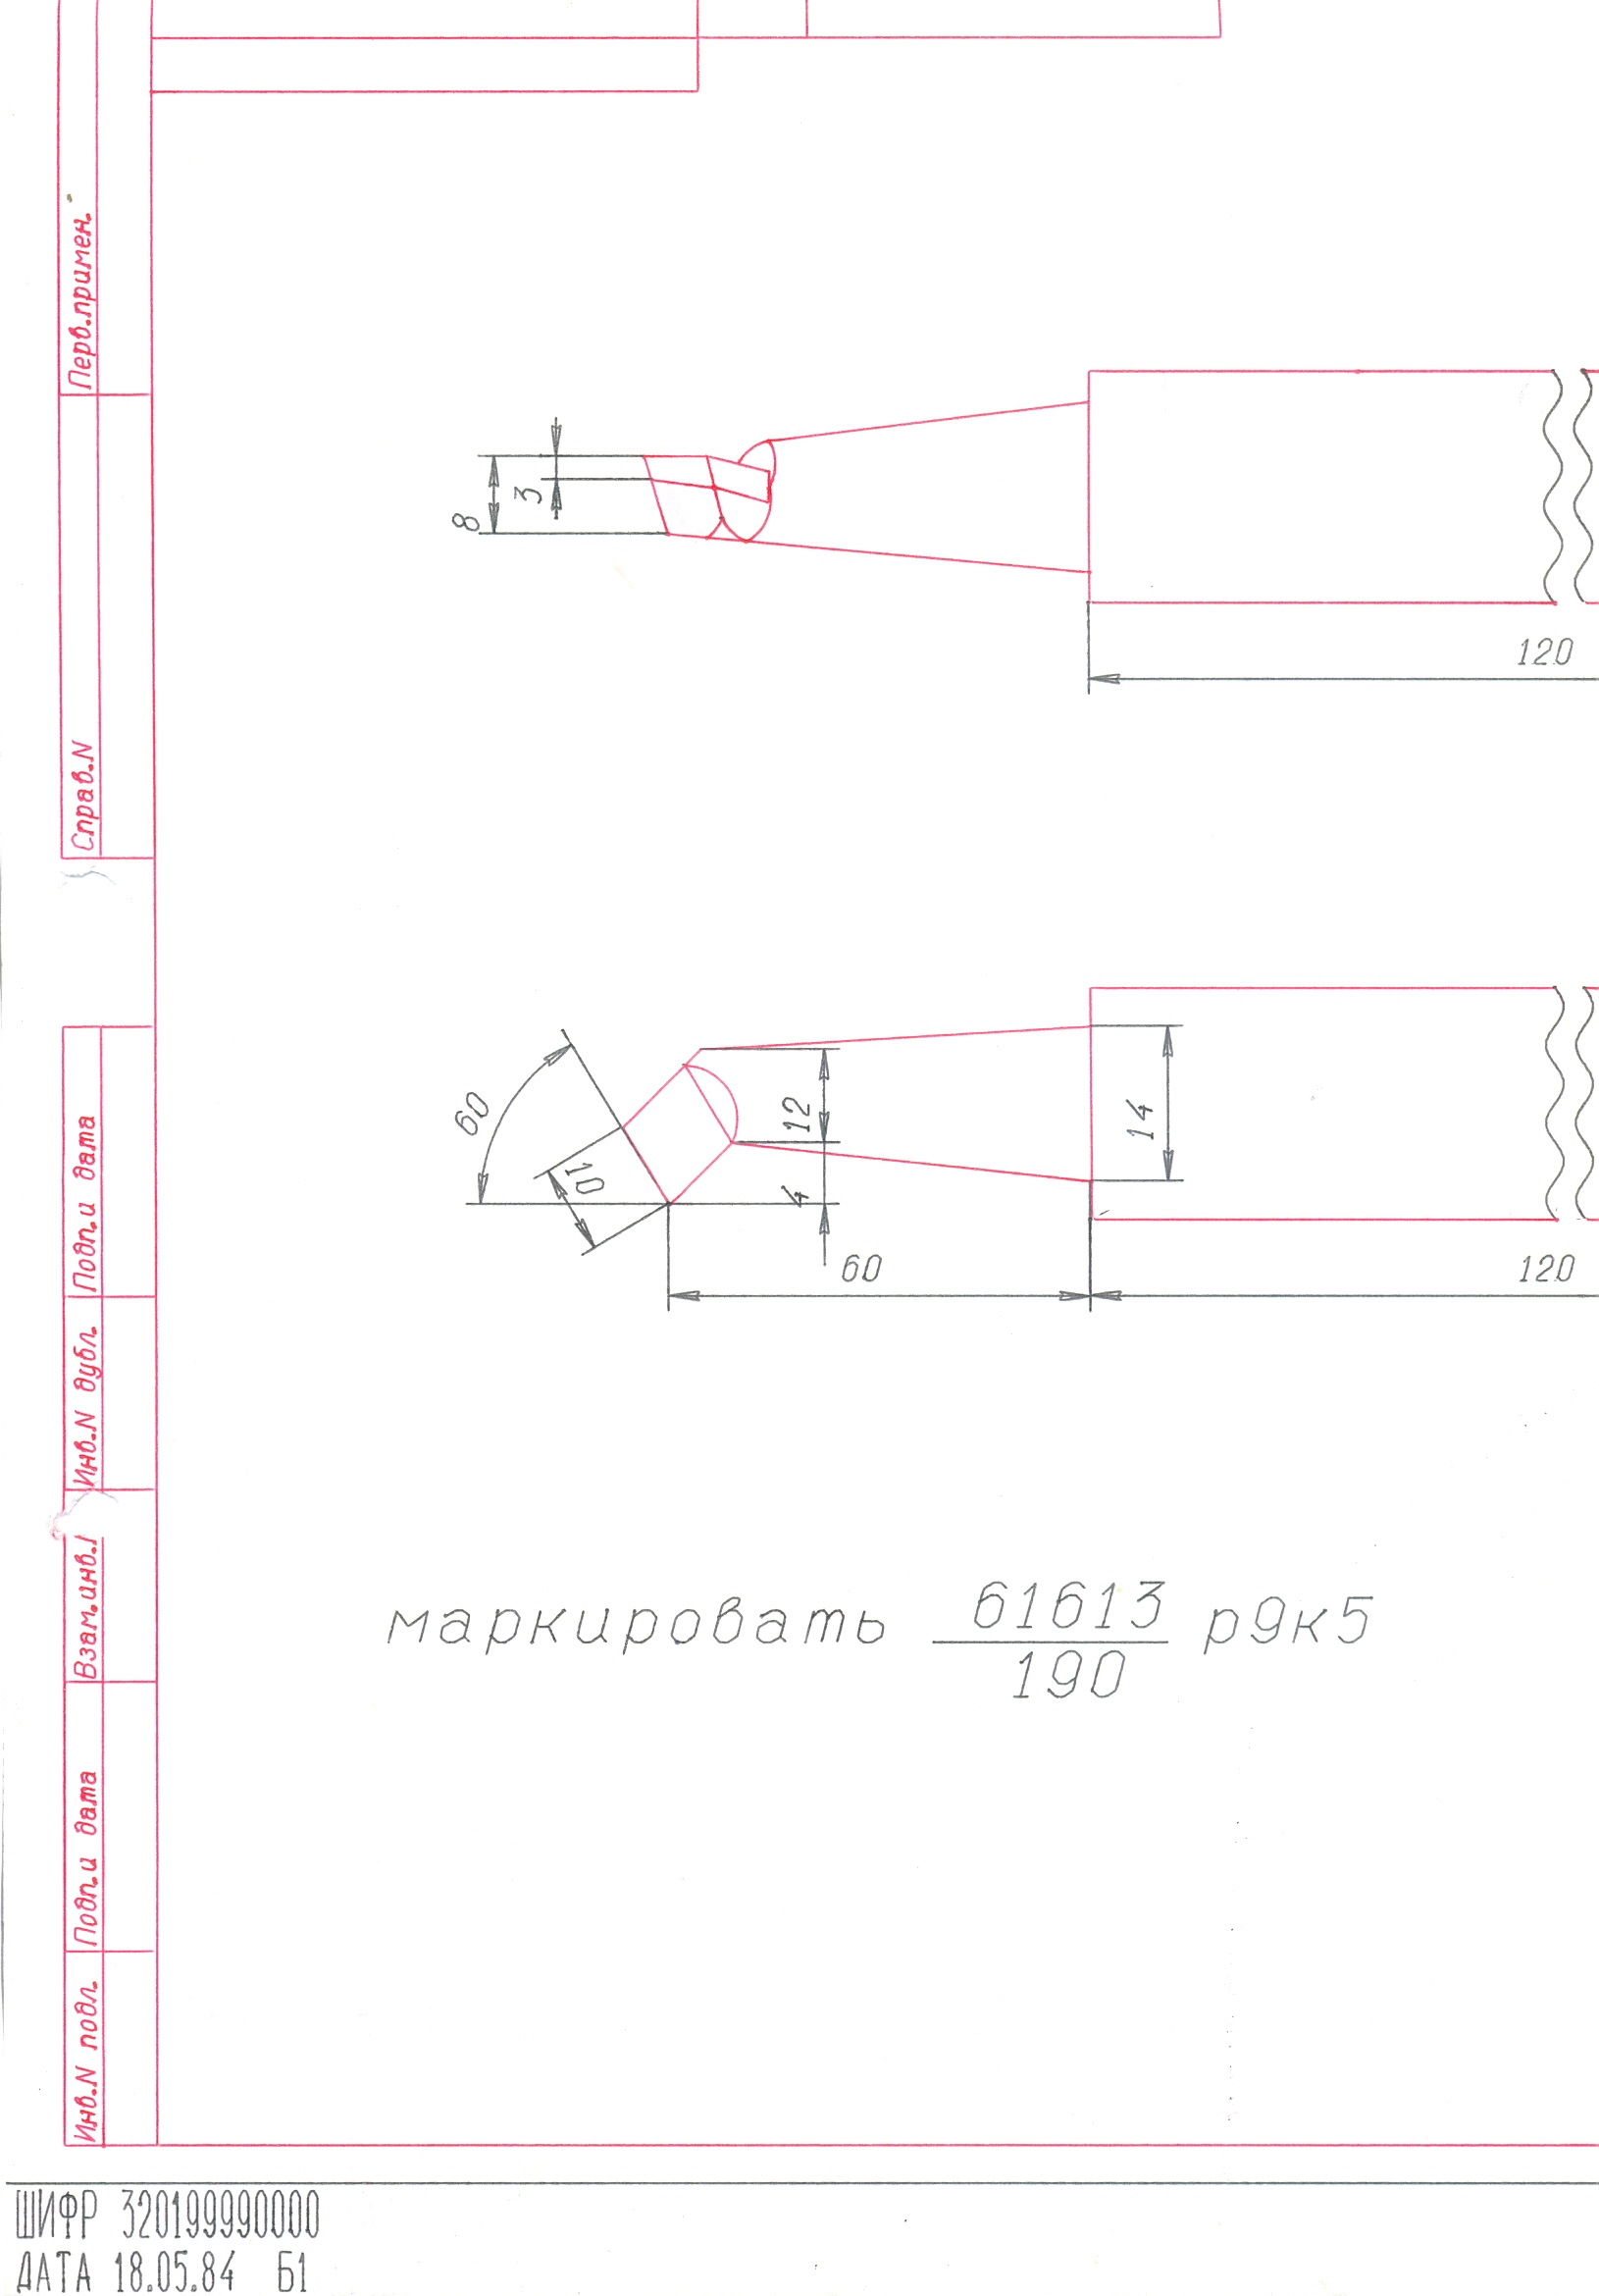 Перв.примен.
Справ.N
Подп.и дата
Инв.N дубл.
Взам.инв.
Подп.и дата
Инв.N подл.
8
3
120
60
10
12
4
14
60
120
маркировать 61613/190 р9к5
ШИФР 320199990000
ДАТА 18.05.84 Б1